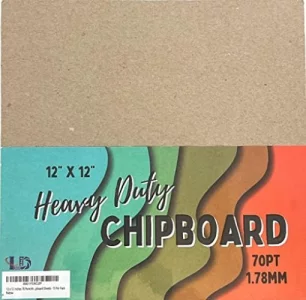 12" X 12"
Heavy Duty
CHIPBOARD
70PT
1.78MM